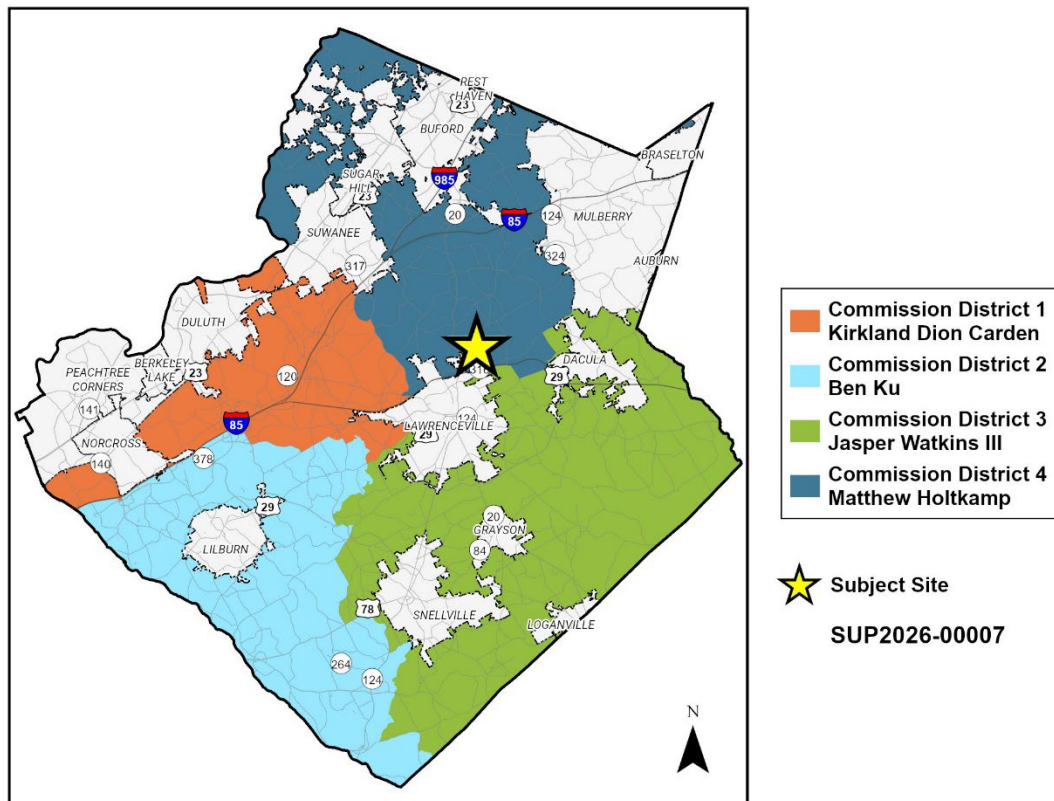 REST
HAVEN
23
BUFORD
BRASELTON
985
SUGAR
HILL
23
20
85
124
MULBERRY
SUWANEE
324
AUBURN
317
DULUTH
DACULA
316
BERKELEY
LAKE
PEACHTREE
CORNERS
23
120
29
141
85
124
LAWRENCEVILLE
29
NORCROSS
378
140
29
20
GRAYSON
LILBURN
84
78
SNELLVILLE
LOGANVILLE
264
124
N
Commission District 1
Kirkland Dion Carden
Commission District 2
Ben Ku
Commission District 3
Jasper Watkins III
Commission District 4
Matthew Holtkamp
Subject Site
SUP2026-00007